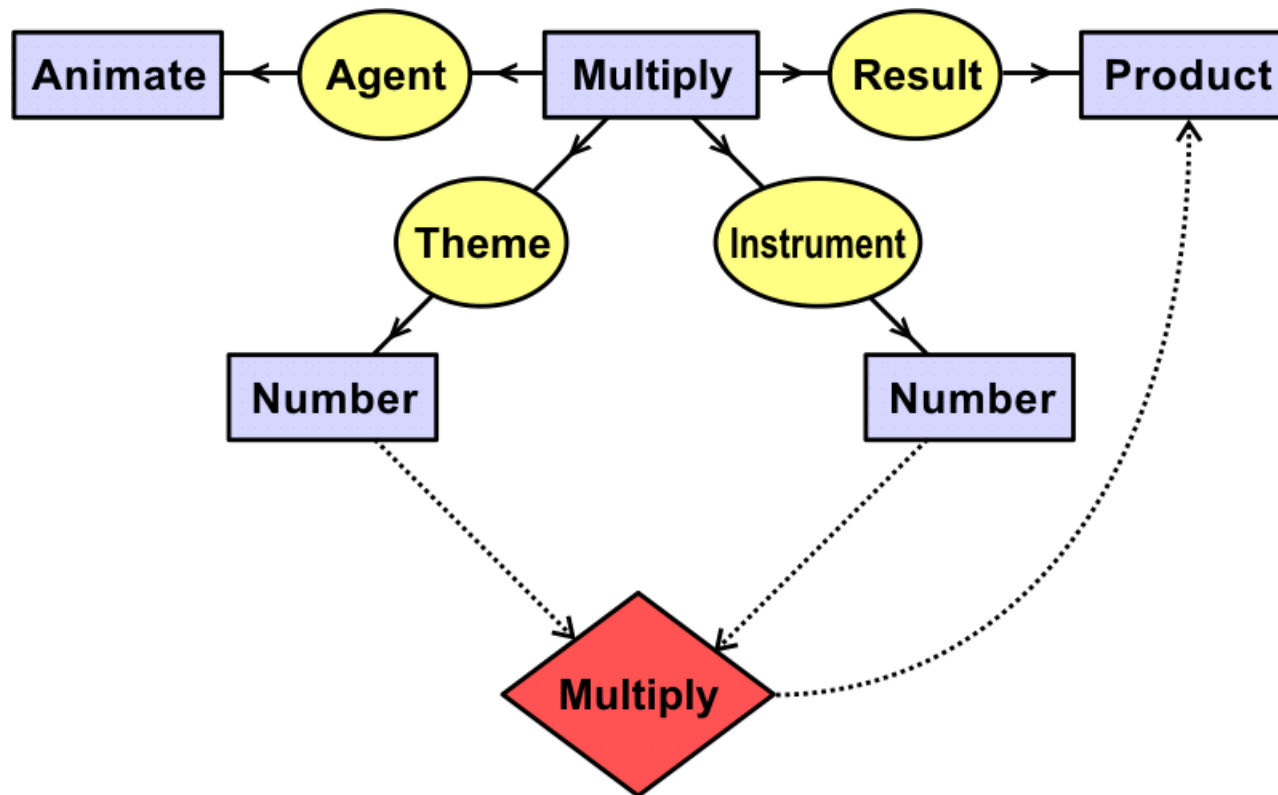 Animate
Agent
Multiply
Result
Product
Theme
Instrument
Number
Number
Multiply